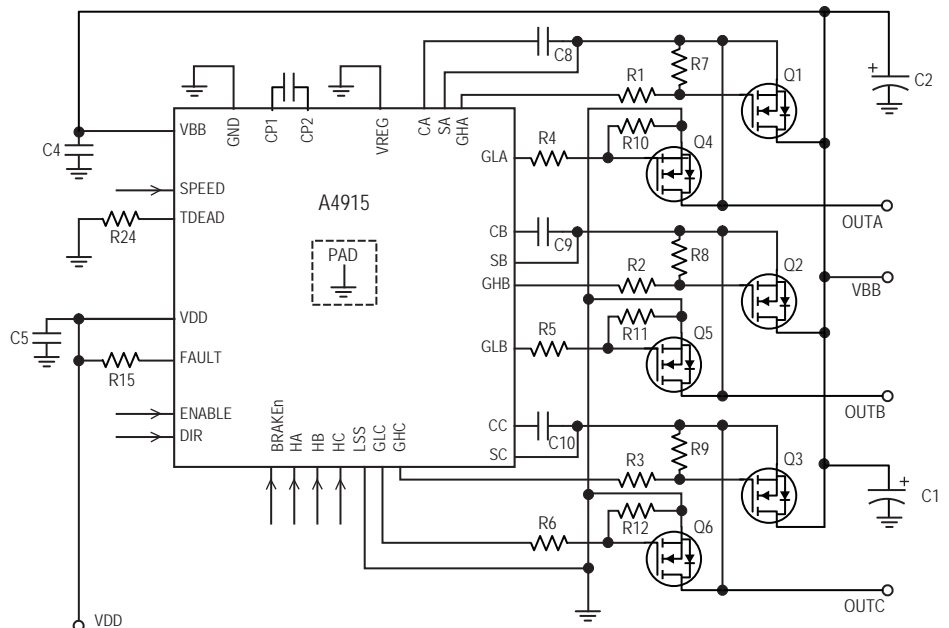 C8
R7
Q1
+
C2
GND
CP1
CP2
VREG
CA
SA
GHA
R1
C4
VBB
R10
Q4
GLA
R4
SPEED
A4915
TDEAD
R24
OUTA
CB
C9
R8
PAD
SB
GHB
R2
Q2
VBB
VDD
C5
R11
Q5
GLB
R5
FAULT
R15
OUTB
ENABLE
DIR
BRAKEn
HA
HB
HC
LSS
GLC
GHC
CC
C10
SC
R9
R3
Q3
+
C1
R12
Q6
R6
OUTC
VDD